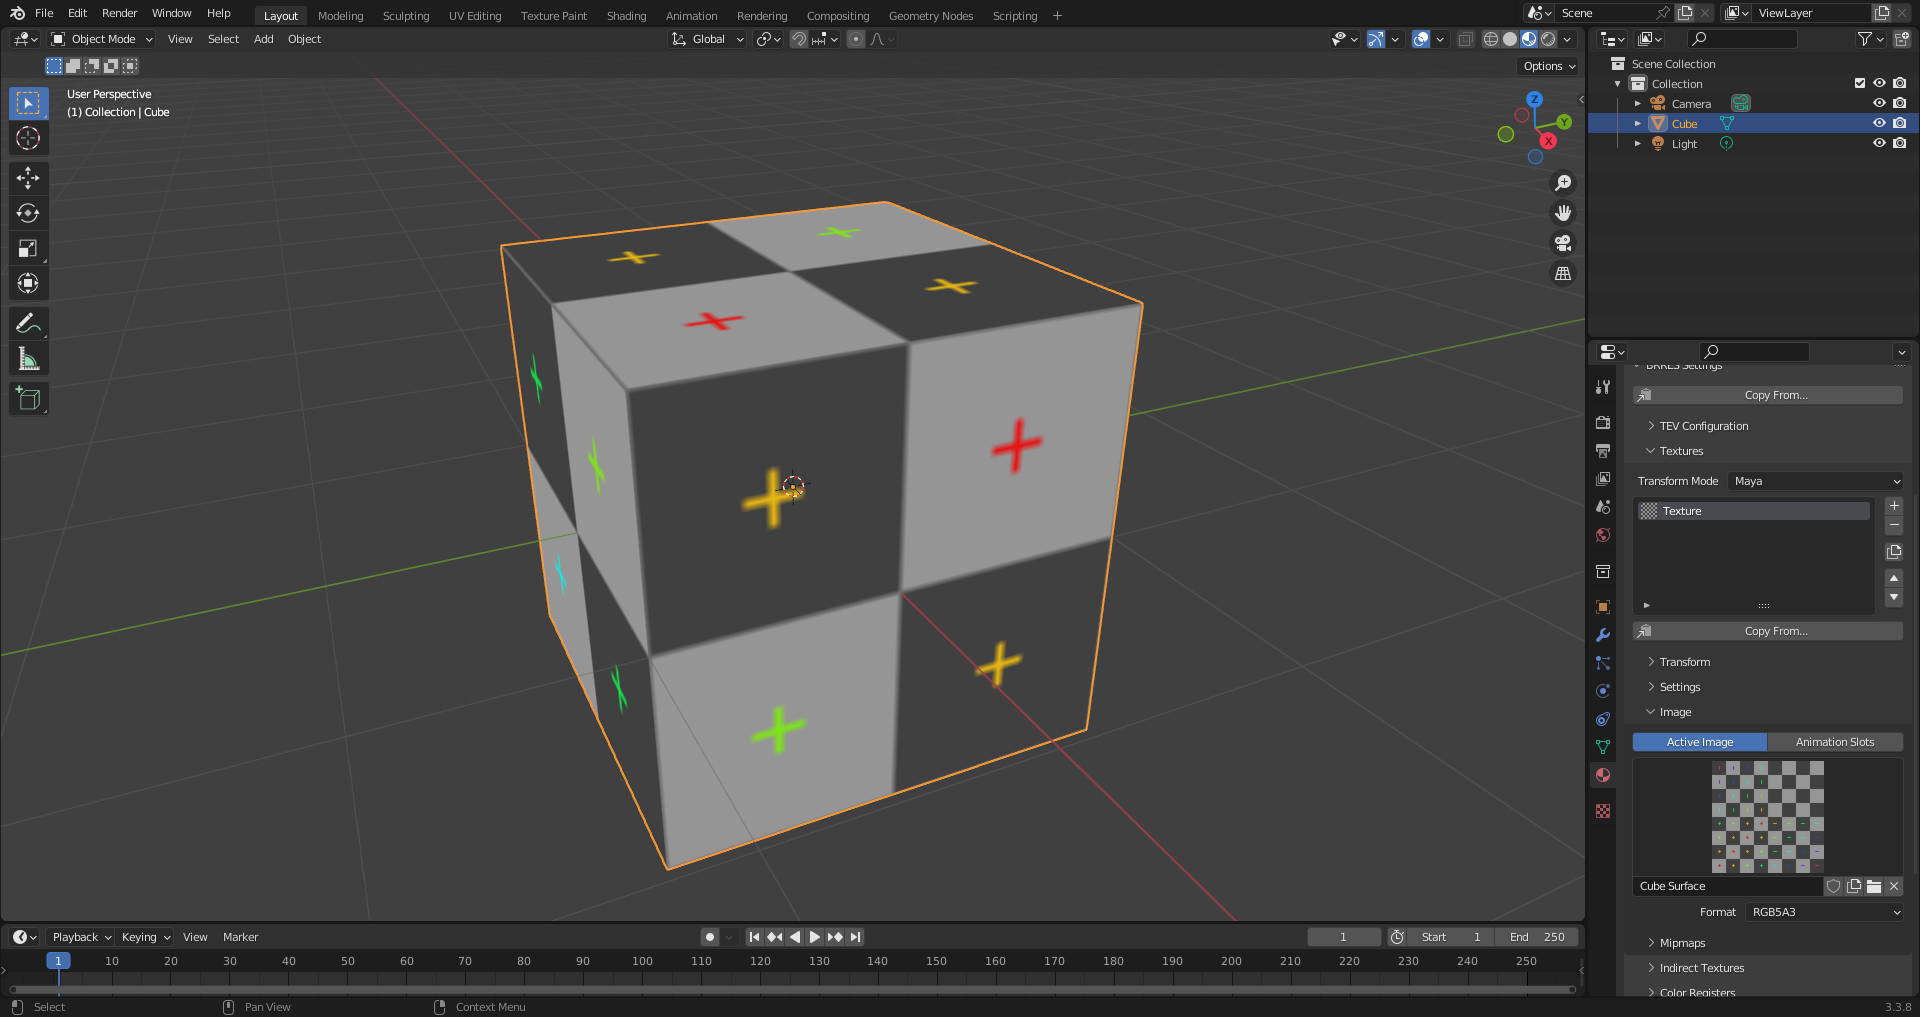 File Edit Render Window Help Layout Modeling Sculpting UV Editing Texture Paint Shading Animation Rendering Compositing Geometry Nodes Scripting + Scene ViewLayer
Object Mode View Select Add Object Global
Options
User Perspective
(1) Collection | Cube
Z
Y
X
Scene Collection
Collection
Camera
Cube
Light
BRRES Settings
Copy From...
TEV Configuration
Textures
Transform Mode Maya
Texture
Copy From...
Transform
Settings
Image
Active Image Animation Slots
Cube Surface
Format RGB5A3
Mipmaps
Indirect Textures
Color Registers
Playback Keying View Marker 1 Start 1 End 250
1 10 20 30 40 50 60 70 80 90 100 110 120 130 140 150 160 170 180 190 200 210 220 230 240 250
Select Pan View Context Menu 3.3.8